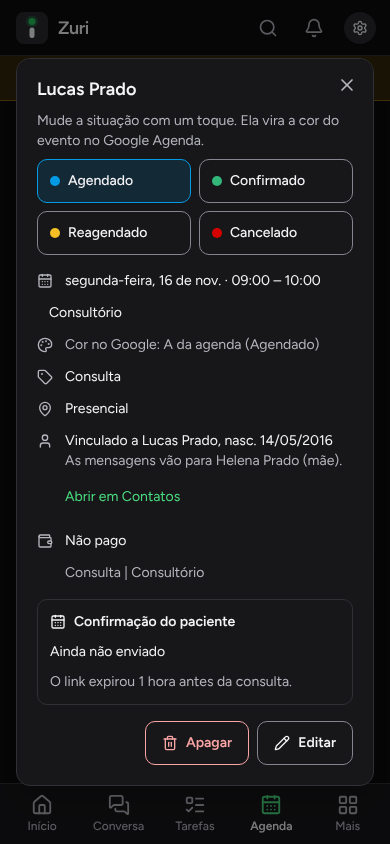 Zuri
Lucas Prado
Mude a situação com um toque. Ela vira a cor do
evento no Google Agenda.
Agendado
Confirmado
Reagendado
Cancelado
segunda-feira, 16 de nov. · 09:00 – 10:00
Consultório
Cor no Google: A da agenda (Agendado)
Consulta
Presencial
Vinculado a Lucas Prado, nasc. 14/05/2016
As mensagens vão para Helena Prado (mãe).
Abrir em Contatos
Não pago
Consulta | Consultório
Confirmação do paciente
Ainda não enviado
O link expirou 1 hora antes da consulta.
Apagar
Editar
Início
Conversa
Tarefas
Agenda
Mais